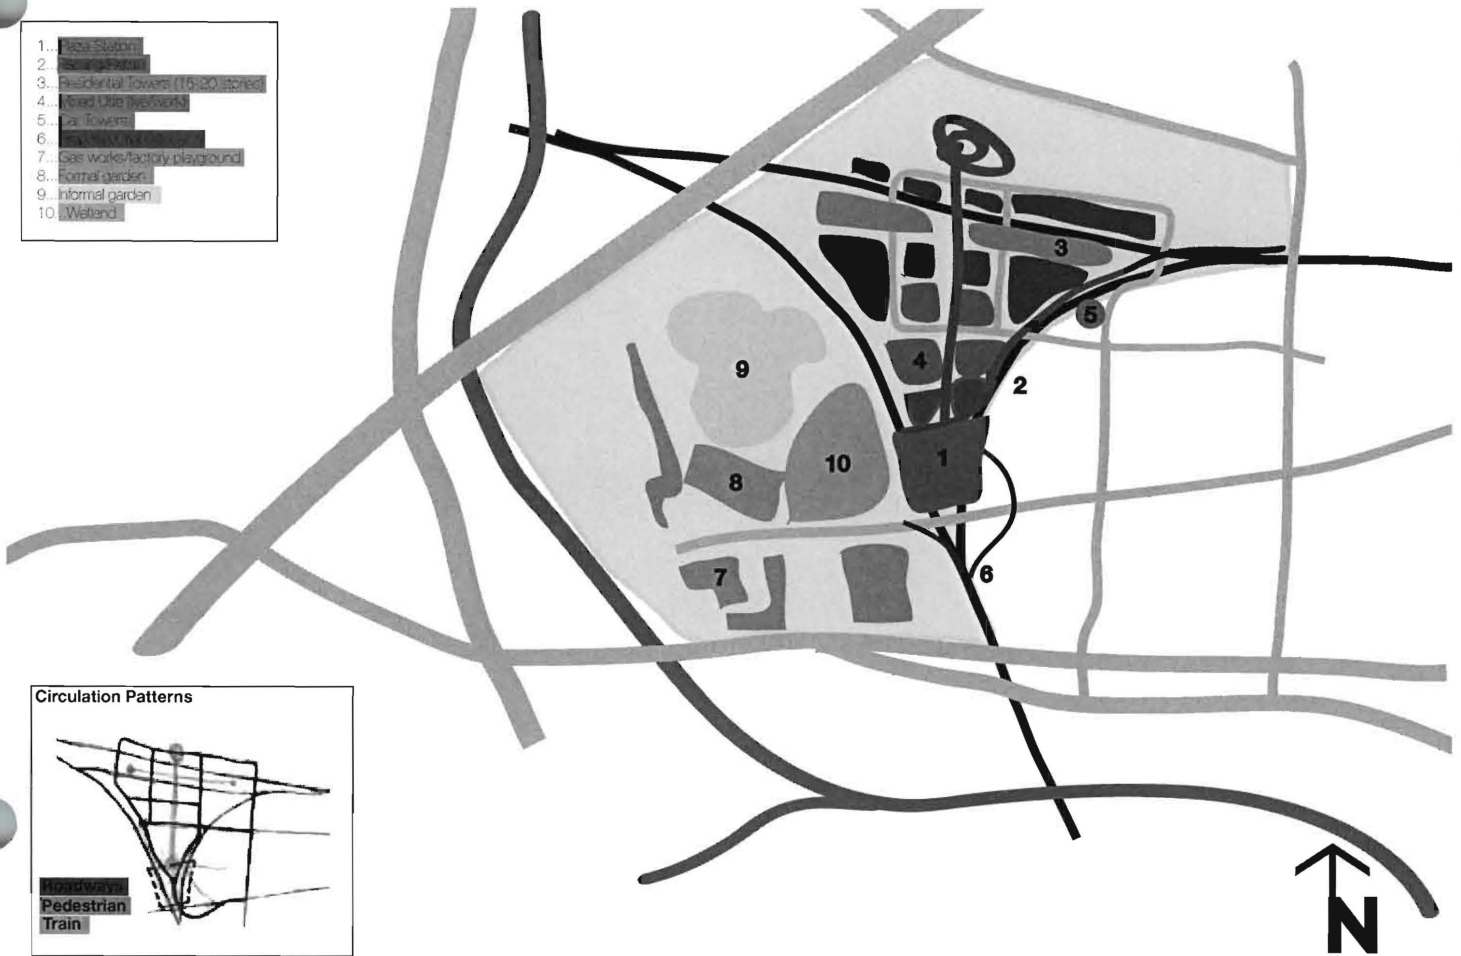 1... Plaza Station
2...
3...Residential Towers (15-20 stories)
4...Mixed Use (live/work)
5...Car Towers
6...
7...Gas works/factory playground
8...Formal garden
9...Informal garden
10...Wetland
3
5
4
2
9
1
10
8
7
6
Circulation Patterns
Roadways
Pedestrian
Train
N